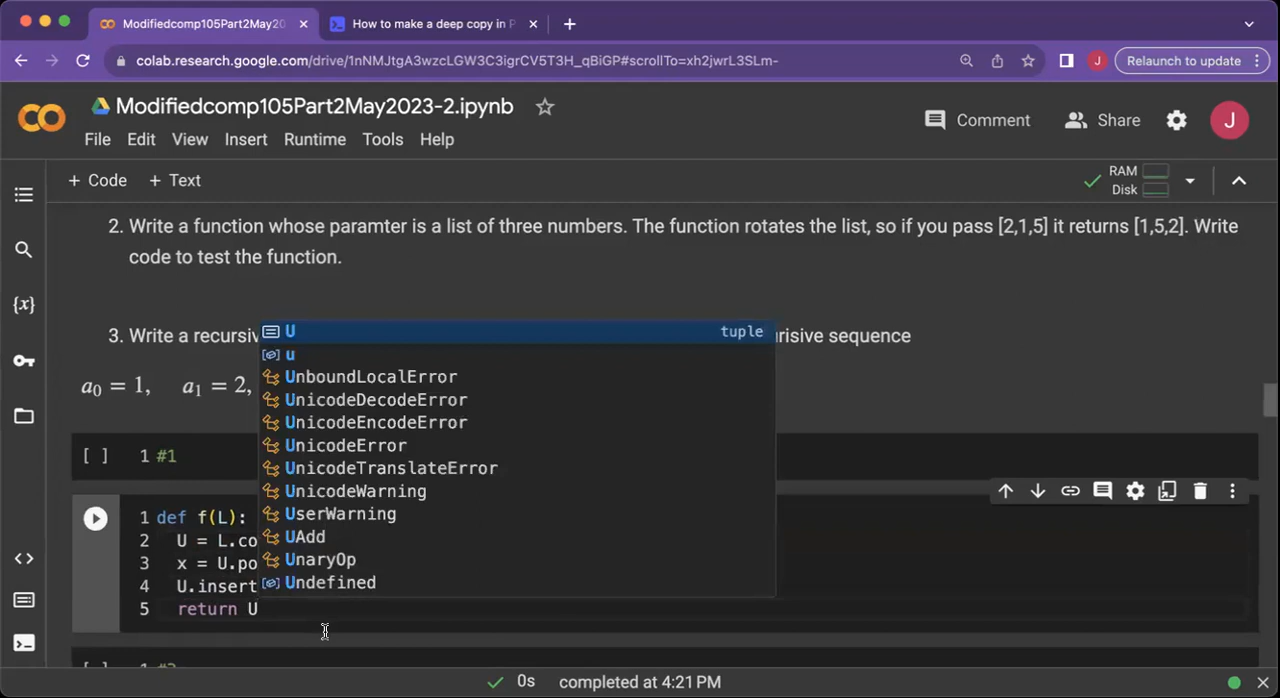 Modifiedcomp105Part2May20
How to make a deep copy in P
colab.research.google.com/drive/1nNMJtgA3wzcLGW3C3igrCV5T3H_qBiGP#scrollTo=xh2jwrL3SLm-
J
Relaunch to update
CO
Modifiedcomp105Part2May2023-2.ipynb
Comment
Share
J
File Edit View Insert Runtime Tools Help
+ Code + Text
RAM
Disk
2. Write a function whose paramter is a list of three numbers. The function rotates the list, so if you pass [2,1,5] it returns [1,5,2]. Write
code to test the function.
3. Write a recursiv
urisive sequence
a₀ = 1, a₁ = 2,
U tuple
u
UnboundLocalError
UnicodeDecodeError
UnicodeEncodeError
UnicodeError
UnicodeTranslateError
UnicodeWarning
UserWarning
UAdd
UnaryOp
Undefined
{x}
[ ] 1 #1
1 def f(L):
2 U = L.co
3 x = U.po
4 U.insert
5 return U
0s completed at 4:21 PM